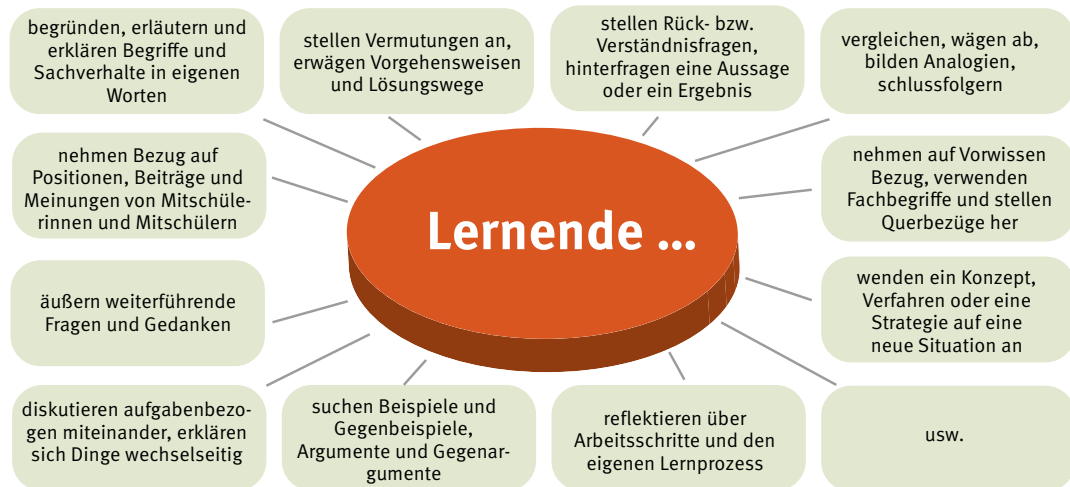 begründen, erläutern und
erklären Begriffe und
Sachverhalte in eigenen
Worten
stellen Vermutungen an,
erwägen Vorgehensweisen
und Lösungswege
stellen Rück- bzw.
Verständnisfragen,
hinterfragen eine Aussage
oder ein Ergebnis
vergleichen, wägen ab,
bilden Analogien,
schlussfolgern
nehmen Bezug auf
Positionen, Beiträge und
Meinungen von Mitschüle-
rinnen und Mitschülern
Lernende ...
nehmen auf Vorwissen
Bezug, verwenden
Fachbegriffe und stellen
Querbezüge her
äußern weiterführende
Fragen und Gedanken
wenden ein Konzept,
Verfahren oder eine
Strategie auf eine
neue Situation an
diskutieren aufgabenbezo-
gen miteinander, erklären
sich Dinge wechselseitig
suchen Beispiele und
Gegenbeispiele,
Argumente und Gegenar-
gumente
reflektieren über
Arbeitsschritte und den
eigenen Lernprozess
usw.